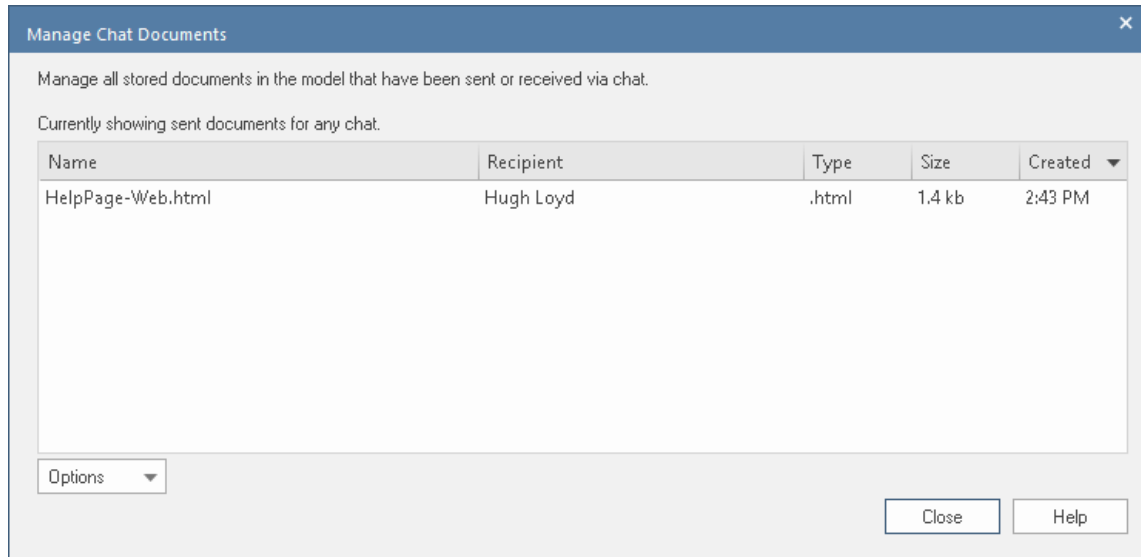 Manage Chat Documents
Manage all stored documents in the model that have been sent or received via chat.
Currently showing sent documents for any chat.
Name Recipient Type Size Created
HelpPage-Web.html Hugh Loyd .html 1.4 kb 2:43 PM
Options
Close Help